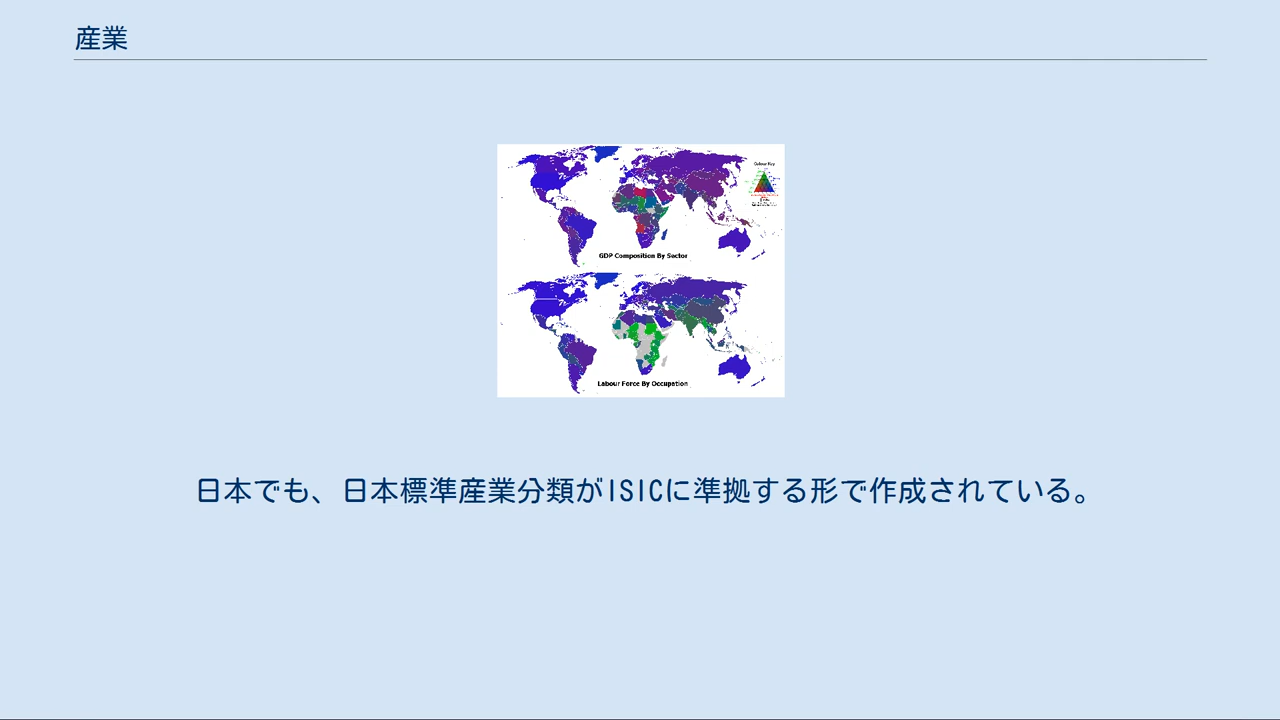 産業
Colour Key
GDP Composition By Sector
Labour Force By Occupation
日本でも、日本標準産業分類がISICに準拠する形で作成されている。